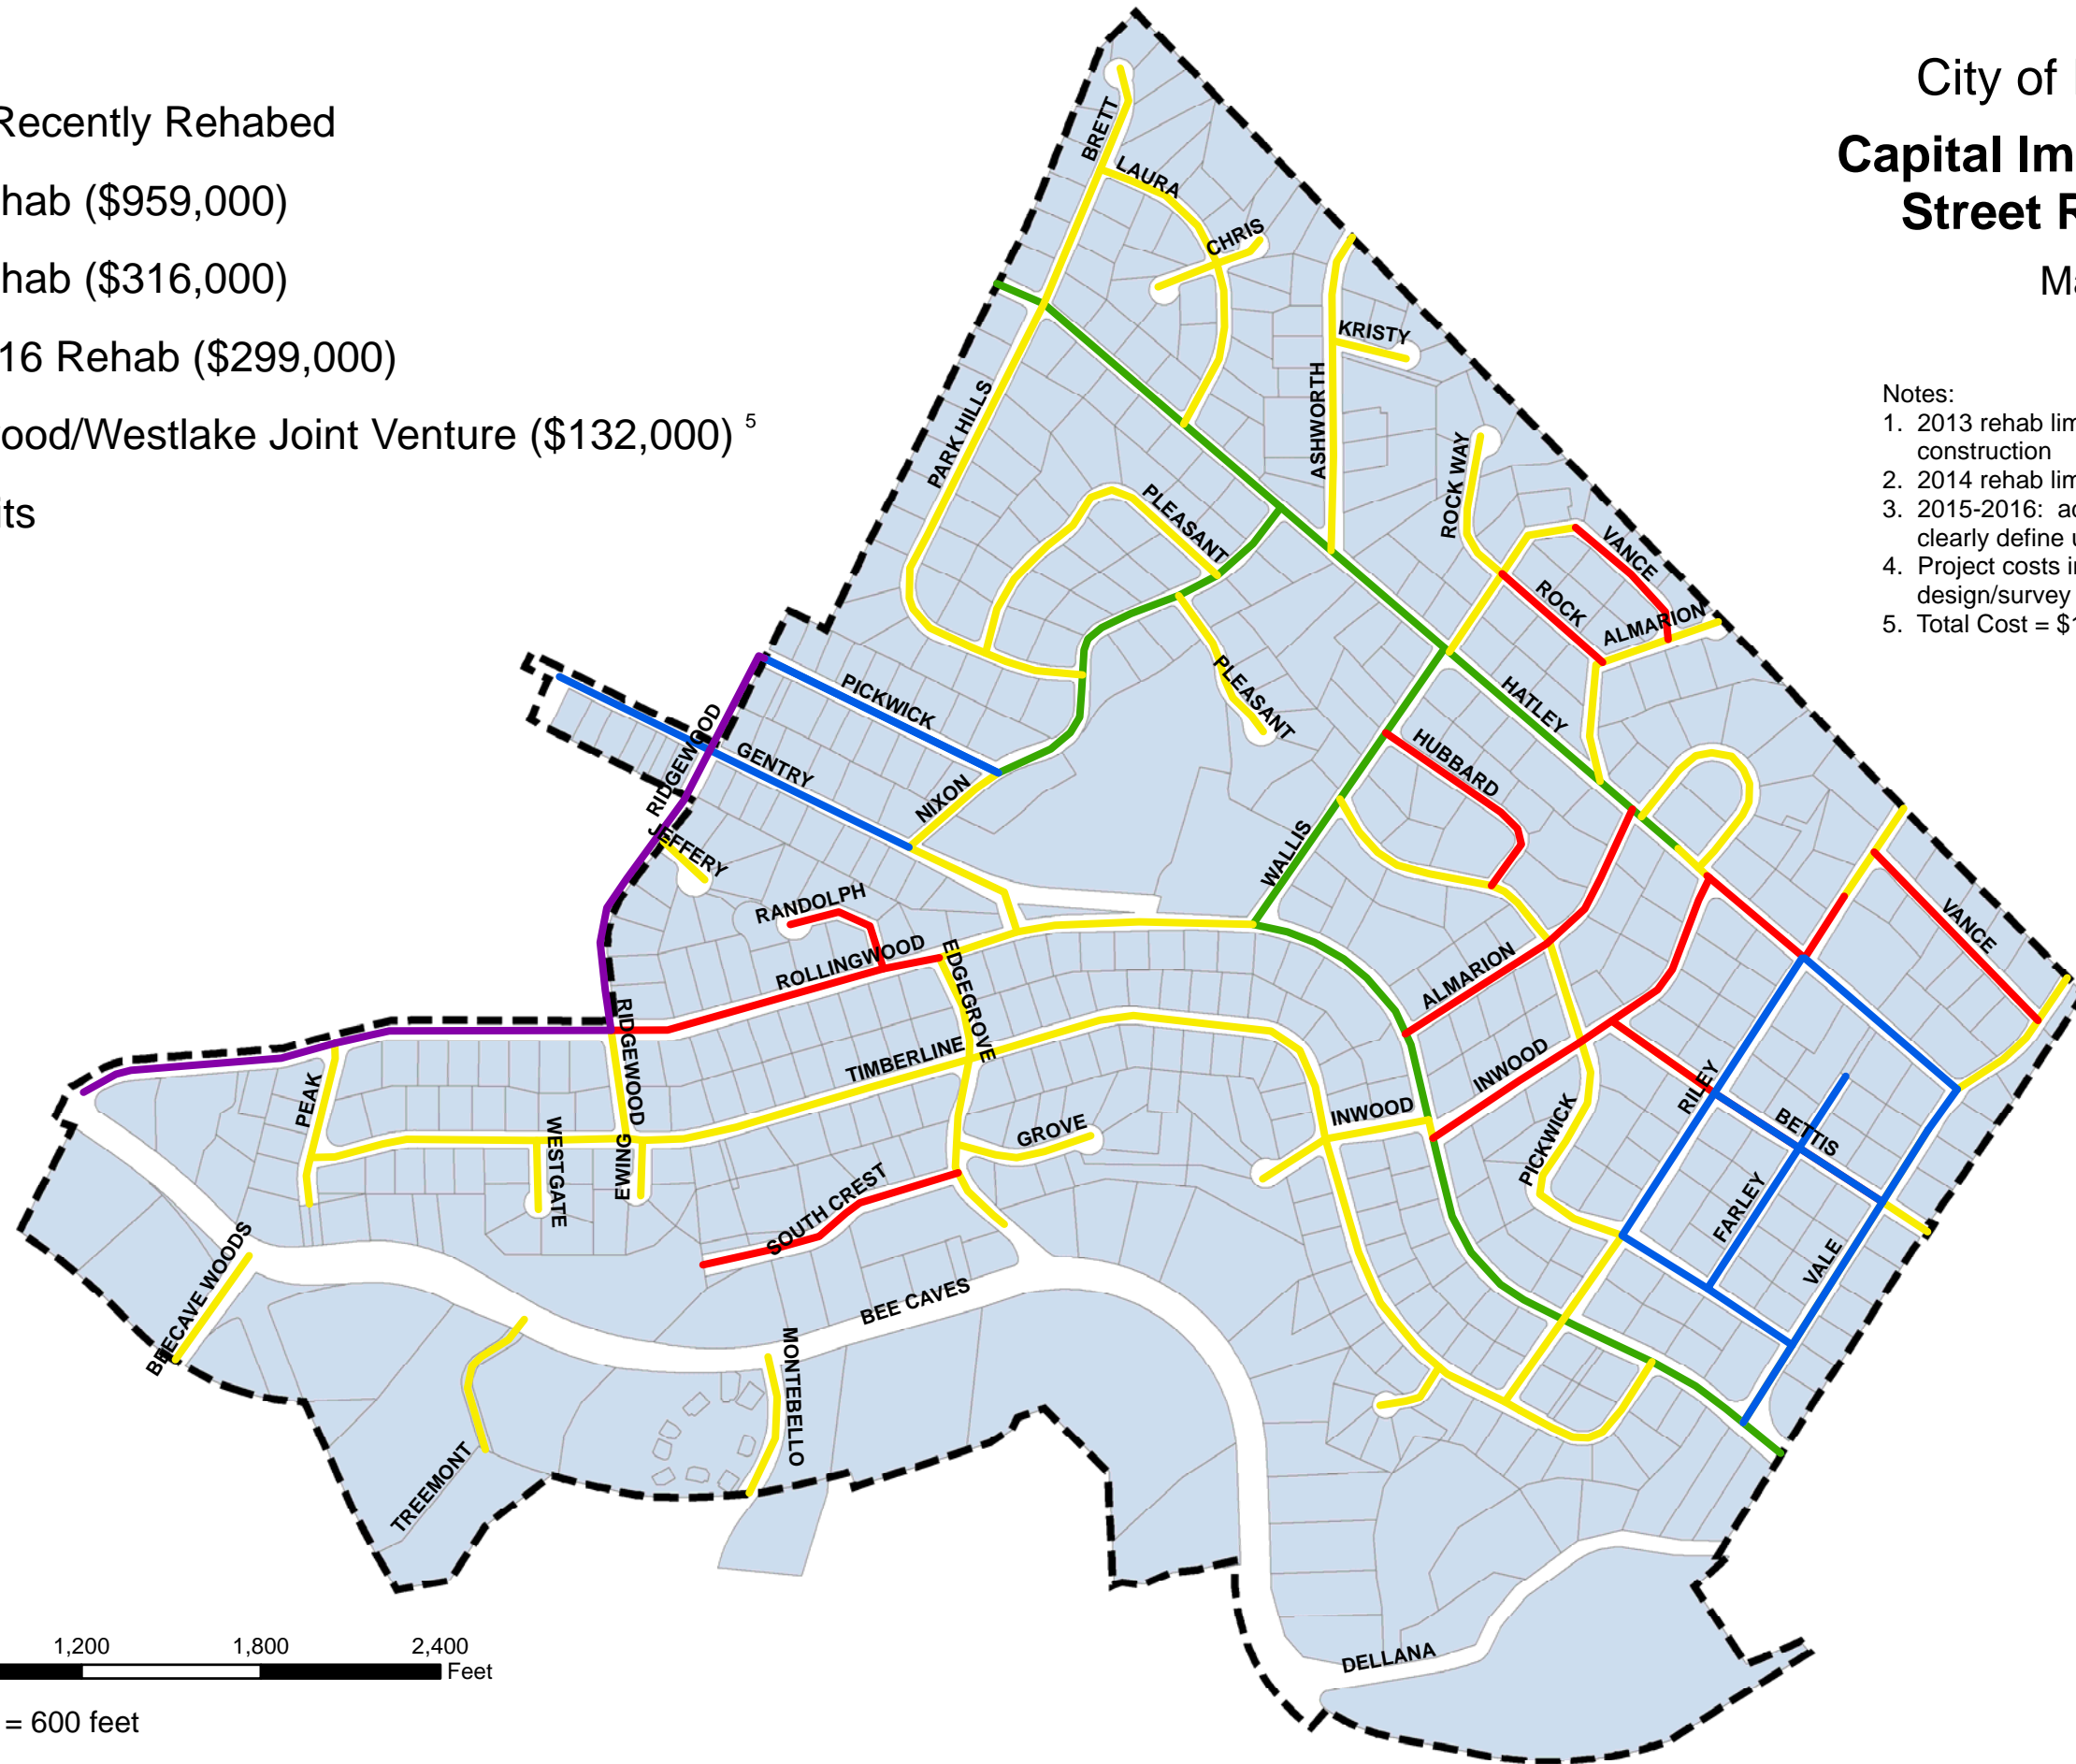 Recently Rehabed
hab ($959,000)
hab ($316,000)
16 Rehab ($299,000)
ood/Westlake Joint Venture ($132,000) 5
its
City of
Capital Im
Street R
Ma
Notes:
1. 2013 rehab lim
construction
2. 2014 rehab lim
3. 2015-2016: ac
clearly define u
4. Project costs in
design/survey
5. Total Cost = $1
BRETT
LAURA
CHRIS
KRISTY
ASHWORTH
PARK HILLS
ROCK WAY
PLEASANT
VANCE
ROCK
ALMARION
PLEASANT
PICKWICK
HATLEY
RIDGEWOOD
GENTRY
HUBBARD
NIXON
JEFFERY
WALLIS
RANDOLPH
VANCE
ROLLINGWOOD
EDGEGROVE
ALMARION
RIDGEWOOD
TIMBERLINE
INWOOD
PEAK
RILEY
INWOOD
BETTIS
GROVE
WESTGATE
EWING
PICKWICK
SOUTH CREST
FARLEY
VALE
BEECAVE WOODS
BEE CAVES
MONTEBELLO
TREEMONT
DELLANA
1,200 1,800 2,400
Feet
= 600 feet